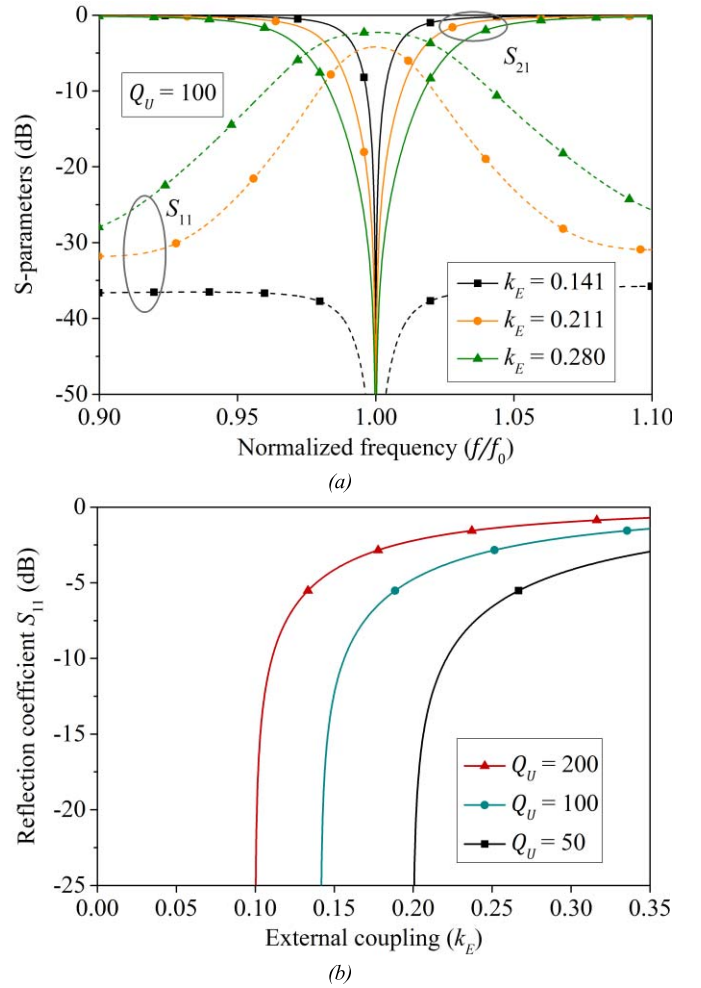 0
-10
-20
-30
-40
-50
S-parameters (dB)
Q_U = 100
S_21
S_11
k_E = 0.141
k_E = 0.211
k_E = 0.280
0.90 0.95 1.00 1.05 1.10
Normalized frequency (f/f_0)
(a)
0
-5
-10
-15
-20
-25
Reflection coefficient S_11 (dB)
Q_U = 200
Q_U = 100
Q_U = 50
0.00 0.05 0.10 0.15 0.20 0.25 0.30 0.35
External coupling (k_E)
(b)